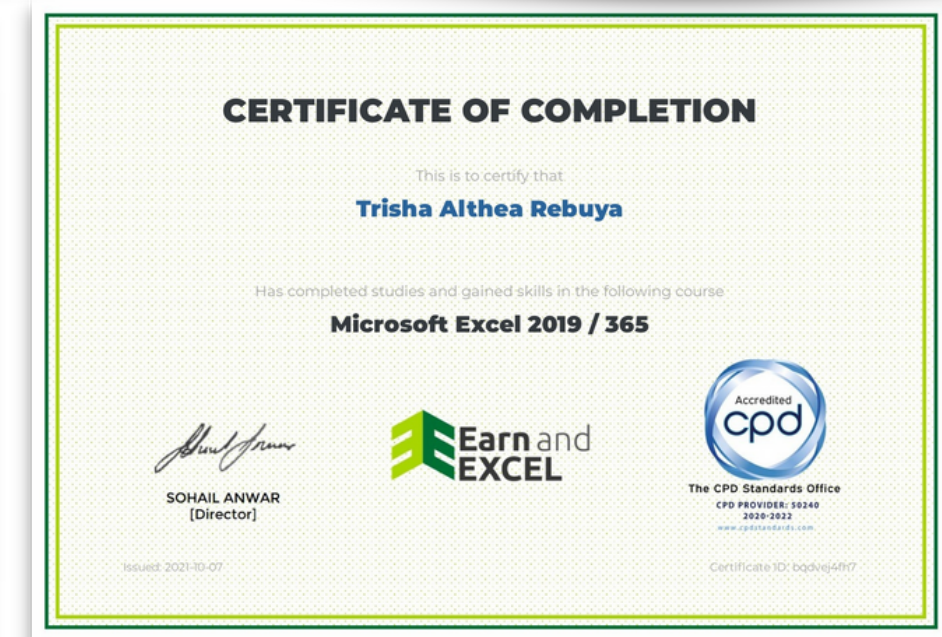 CERTIFICATE OF COMPLETION
This is to certify that
Trisha Althea Rebuya
Has completed studies and gained skills in the following course
Microsoft Excel 2019 / 365
SOHAIL ANWAR
[Director]
Earn and
EXCEL
Accredited
cpd
The CPD Standards Office
CPD PROVIDER: 50240
2020-2022
www.cpdstandards.com
Issued: 2021-10-07
Certificate ID: bqdvej4fh7